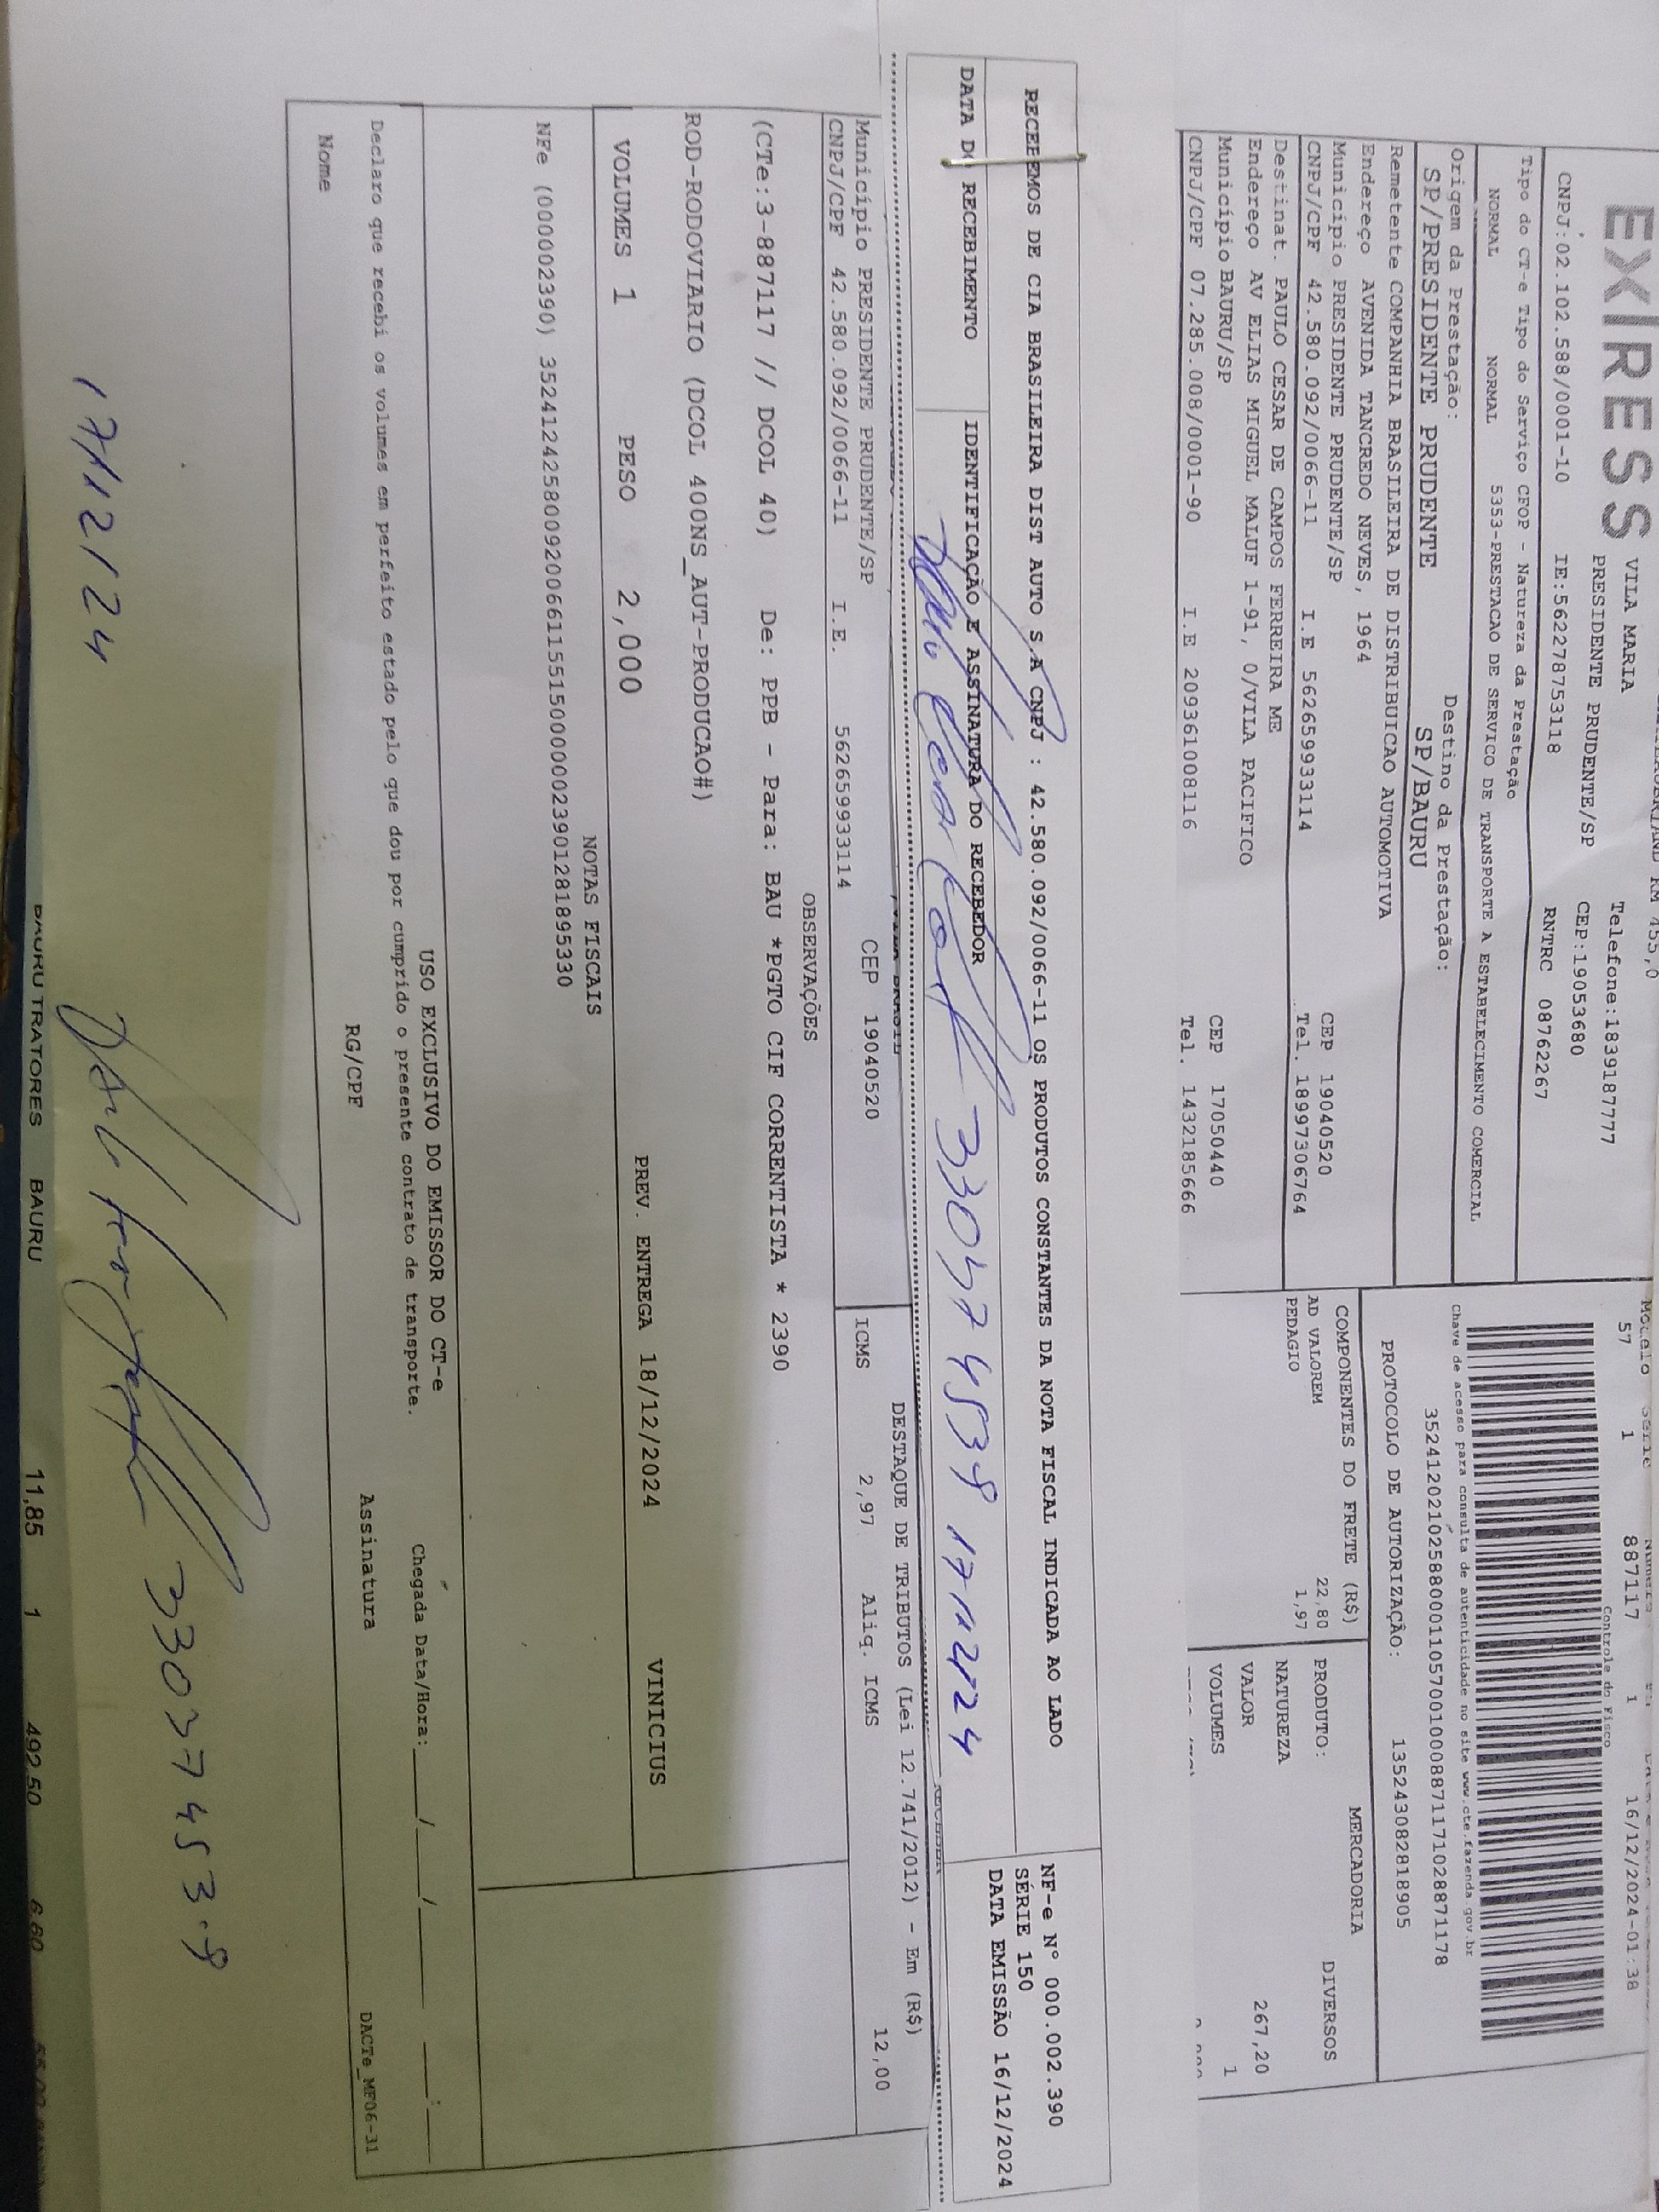 EXPRESS
VILA MARIA
PRESIDENTE PRUDENTE/SP
Telefone:1839187777
CEP:19053680
CNPJ:02.102.588/0001-10 IE:562278753118 RNTRC 08762267
Tipo do CT-e Tipo do Serviço CFOP - Natureza da Prestação
NORMAL NORMAL 5353-PRESTACAO DE SERVICO DE TRANSPORTE A ESTABELECIMENTO COMERCIAL
Origem da Prestação: Destino da Prestação:
SP/PRESIDENTE PRUDENTE SP/BAURU
Remetente COMPANHIA BRASILEIRA DE DISTRIBUICAO AUTOMOTIVA
Endereço AVENIDA TANCREDO NEVES, 1964
Município PRESIDENTE PRUDENTE/SP CEP 19040520
CNPJ/CPF 42.580.092/0066-11 I.E 562659933114 Tel. 18997306764
Destinat. PAULO CESAR DE CAMPOS FERREIRA ME
Endereço AV ELIAS MIGUEL MALUF 1-91, 0/VILA PACIFICO
Município BAURU/SP CEP 17050440
CNPJ/CPF 07.285.008/0001-90 I.E 209361008116 Tel. 1432185666
Modelo Série
57 1 887117 1 16/12/2024-01:38
Controle do Fisco
Chave de acesso para consulta de autenticidade no site www.cte.fazenda.gov.br
35241202102588000110570010008871171028871178
PROTOCOLO DE AUTORIZAÇÃO: 135243082818905
COMPONENTES DO FRETE (R$)
AD VALOREM 22,80
PEDAGIO 1,97
MERCADORIA
PRODUTO: DIVERSOS
NATUREZA
VALOR 267,20
VOLUMES 1
RECEBEMOS DE CIA BRASILEIRA DIST AUTO S.A CNPJ : 42.580.092/0066-11 OS PRODUTOS CONSTANTES DA NOTA FISCAL INDICADA AO LADO
DATA DO RECEBIMENTO IDENTIFICAÇÃO E ASSINATURA DO RECEBEDOR
33037453-9 17/12/24
NF-e N° 000.002.390
SÉRIE 150
DATA EMISSÃO 16/12/2024
Município PRESIDENTE PRUDENTE/SP CEP 19040520
CNPJ/CPF 42.580.092/0066-11 I.E. 562659933114
DESTAQUE DE TRIBUTOS (Lei 12.741/2012) - Em (R$)
ICMS 2,97 Aliq. ICMS 12,00
OBSERVAÇÕES
(CTe:3-887117 // DCOL 40) De: PPB - Para: BAU *PGTO CIF CORRENTISTA * 2390
ROD-RODOVIARIO (DCOL 400NS_AUT-PRODUCAO#)
VOLUMES 1 PESO 2,000 PREV. ENTREGA 18/12/2024 VINICIUS
NOTAS FISCAIS
NFe (000002390) 35241242580092006611551500000023901281895330
USO EXCLUSIVO DO EMISSOR DO CT-e
Declaro que recebi os volumes em perfeito estado pelo que dou por cumprido o presente contrato de transporte. Chegada Data/Hora:____/____/____ ___:___
Nome RG/CPF Assinatura DACTe_MF06-31
17/12/24 33037453-9
BAURU TRATORES BAURU 11,85 1 492,50 6,60